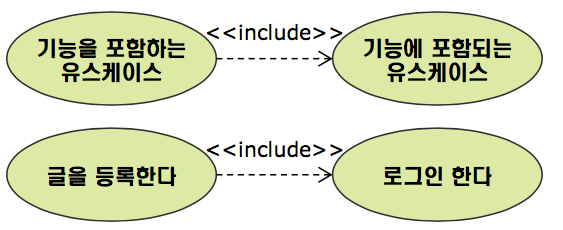 기능을 포함하는
유스케이스
<<include>>
기능에 포함되는
유스케이스
글을 등록한다
<<include>>
로그인 한다